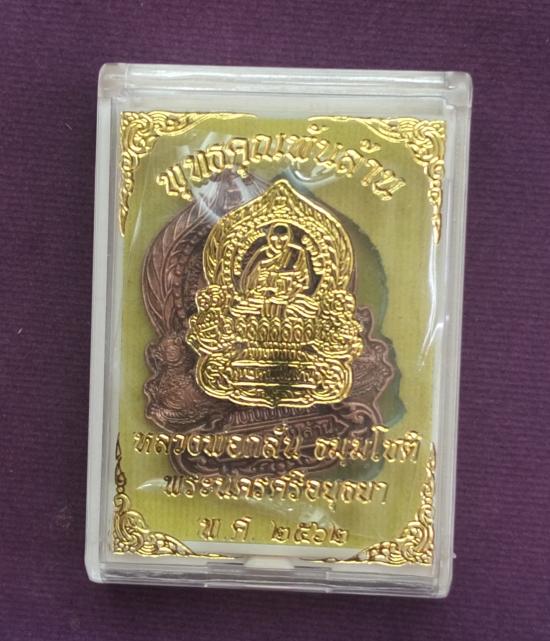 พุทธคุณพันล้าน
หลวงพ่อกลั่น ธมฺมโชติ
พระนครศรีอยุธยา
พ.ศ. ๒๕๖๒